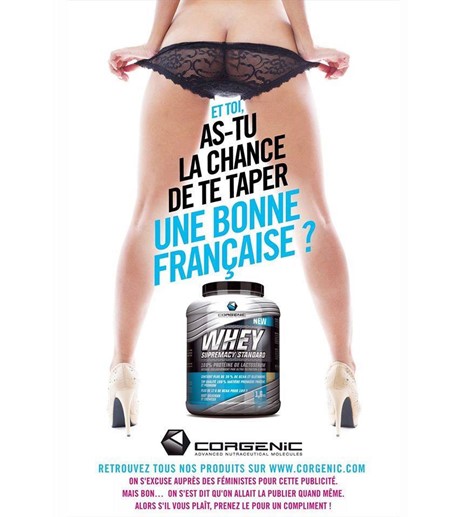 ET TOI,
AS-TU
LA CHANCE
DE TE TAPER
UNE BONNE
FRANÇAISE ?
CORGENIC
NEW
WHEY
SUPREMACY STANDARD
100% PROTÉINE DE LACTOSÉRUM
CORGENIC
ADVANCED NUTRACEUTICAL MOLECULES
RETROUVEZ TOUS NOS PRODUITS SUR WWW.CORGENIC.COM
ON S'EXCUSE AUPRÈS DES FÉMINISTES POUR CETTE PUBLICITÉ.
MAIS BON... ON S'EST DIT QU'ON ALLAIT LA PUBLIER QUAND MÊME.
ALORS S'IL VOUS PLAÎT, PRENEZ LE POUR UN COMPLIMENT !